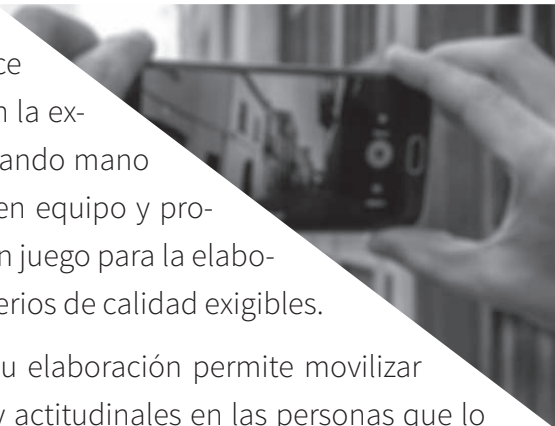 ce
n la ex-
ando mano
en equipo y pro-
n juego para la elabo-
erios de calidad exigibles.
u elaboración permite movilizar
y actitudinales en las personas que lo